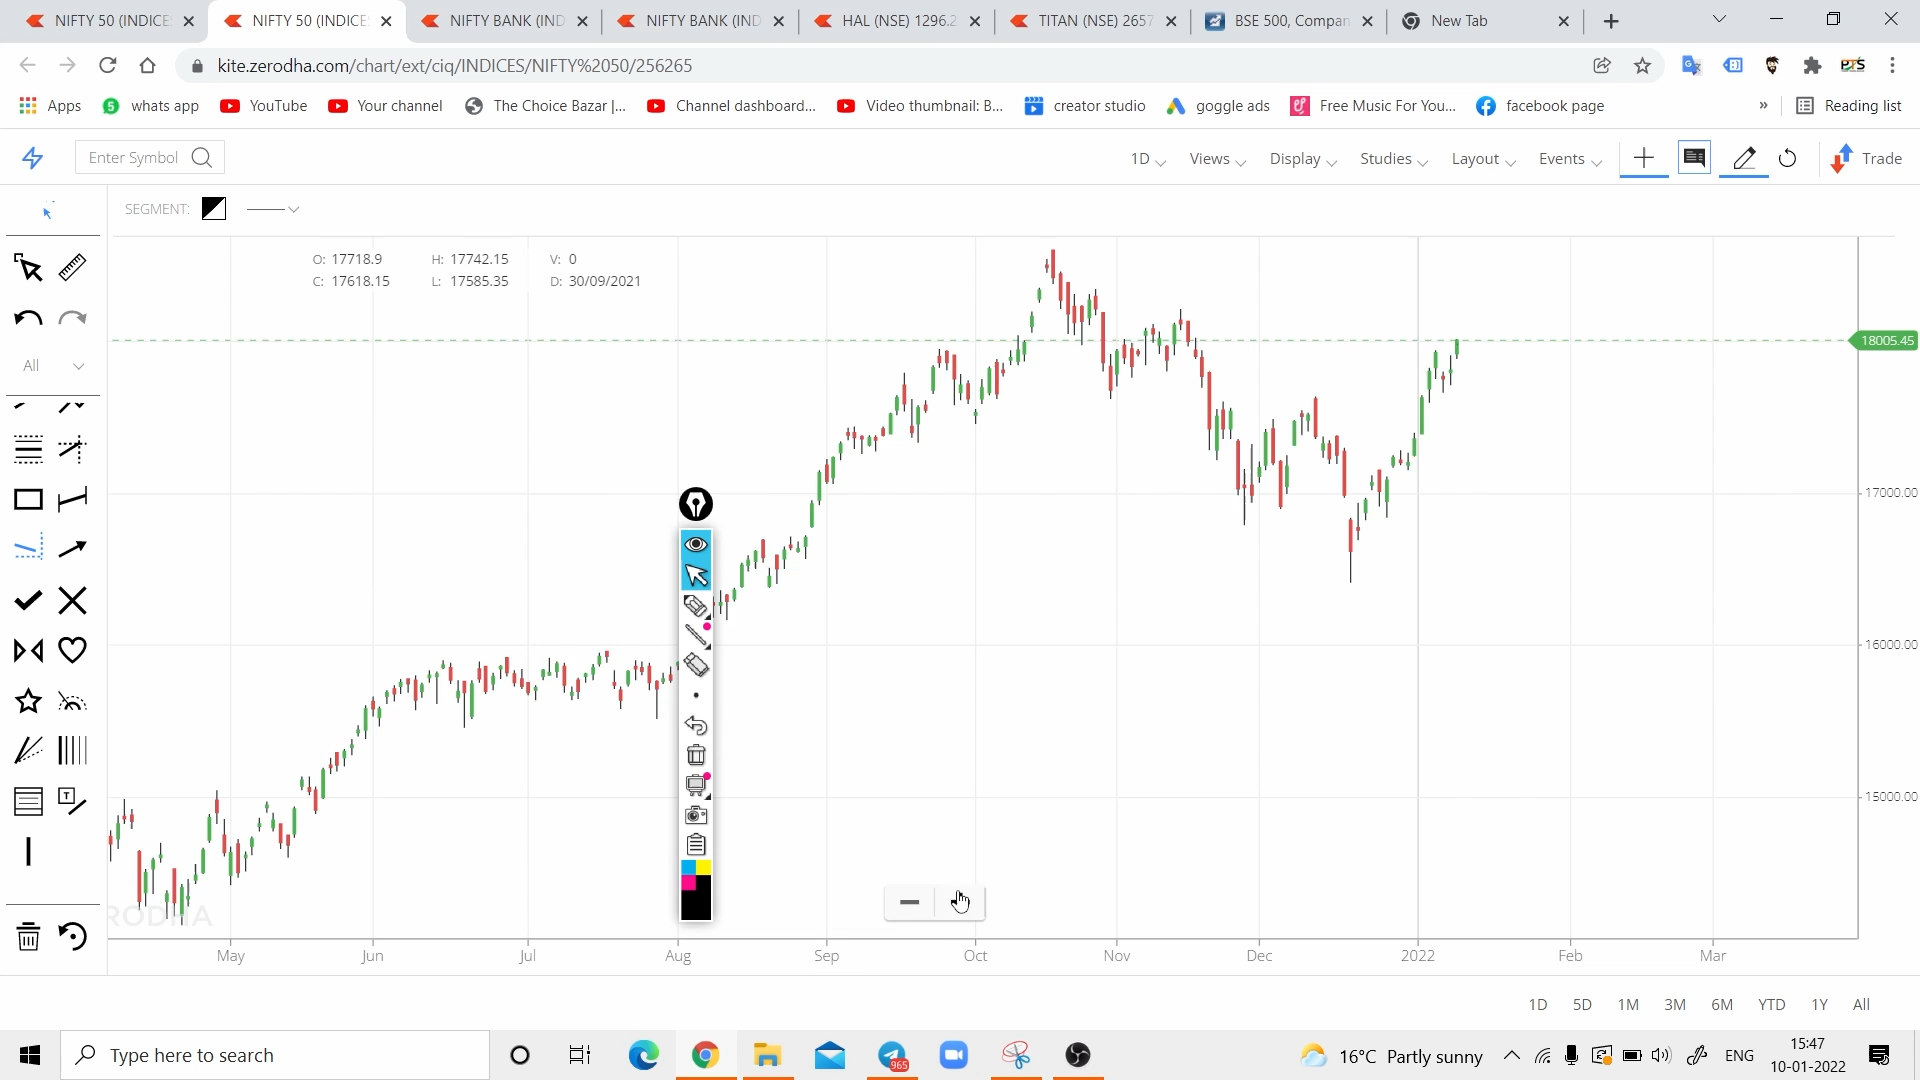 NIFTY 50 (INDICE
NIFTY 50 (INDICE
NIFTY BANK (IND
NIFTY BANK (IND
HAL (NSE) 1296.2
TITAN (NSE) 2657
BSE 500, Compan
New Tab
kite.zerodha.com/chart/ext/ciq/INDICES/NIFTY%2050/256265
PTS
Apps
whats app
YouTube
Your channel
The Choice Bazar |...
Channel dashboard...
Video thumbnail: B...
creator studio
goggle ads
Free Music For You...
facebook page
»
Reading list
Enter Symbol
1D
Views
Display
Studies
Layout
Events
Trade
SEGMENT:
O: 17718.9 H: 17742.15 V: 0
C: 17618.15 L: 17585.35 D: 30/09/2021
All
18005.45
17000.00
16000.00
15000.00
RODHA
May Jun Jul Aug Sep Oct Nov Dec 2022 Feb Mar
1D 5D 1M 3M 6M YTD 1Y All
Type here to search
965
16°C Partly sunny
ENG
15:47
10-01-2022